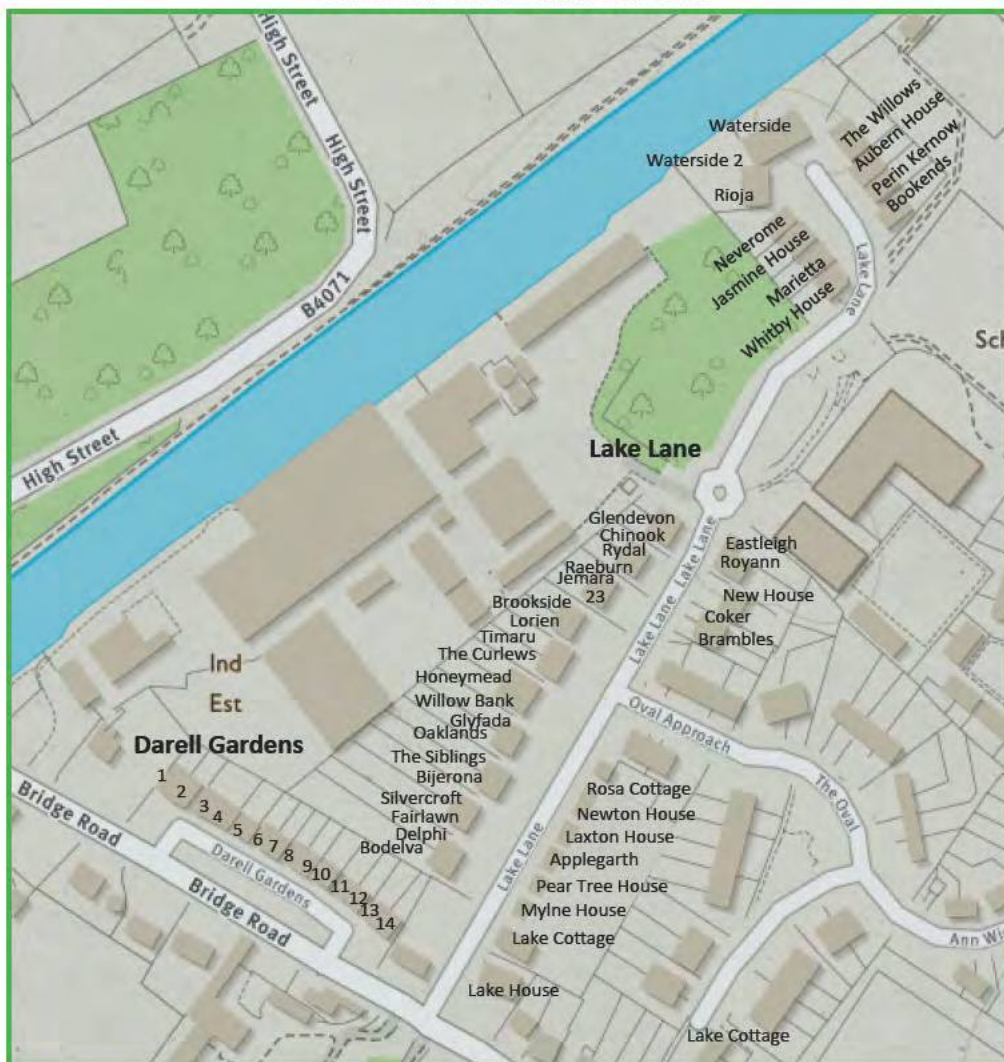 High Street
High Street
B4071
High Street
Waterside
Waterside 2
Rioja
The Willows
Aubern House
Perin Kernow
Bookends
Lake Lane
Neverome
Jasmine House
Marietta
Whitby House
Lake Lane
Glendevon
Chinook
Rydal
Raeburn
Jemara
23
Brookside
Lorien
Timaru
The Curlews
Honeymead
Willow Bank
Glyfada
Oaklands
The Siblings
Bijerona
Silvercroft
Fairlawn
Delphi
Bodelva
Lake Lane
Lake Lane
Eastleigh
Royann
New House
Coker
Brambles
Oval Approach
The Oval
Ind
Est
Darell Gardens
1
2
3
4
5
6
7
8
9
10
11
12
13
14
Darell Gardens
Bridge Road
Bridge Road
Lake Lane
Rosa Cottage
Newton House
Laxton House
Applegarth
Pear Tree House
Mylne House
Lake Cottage
Lake House
Lake Cottage
Ann Wi
Sch